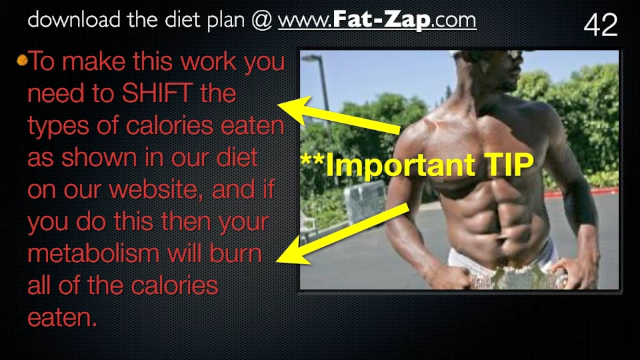 download the diet plan @ www.Fat-Zap.com
42
To make this work you
need to SHIFT the
types of calories eaten
as shown in our diet
on our website, and if
you do this then your
metabolism will burn
all of the calories
eaten.
**Important TIP